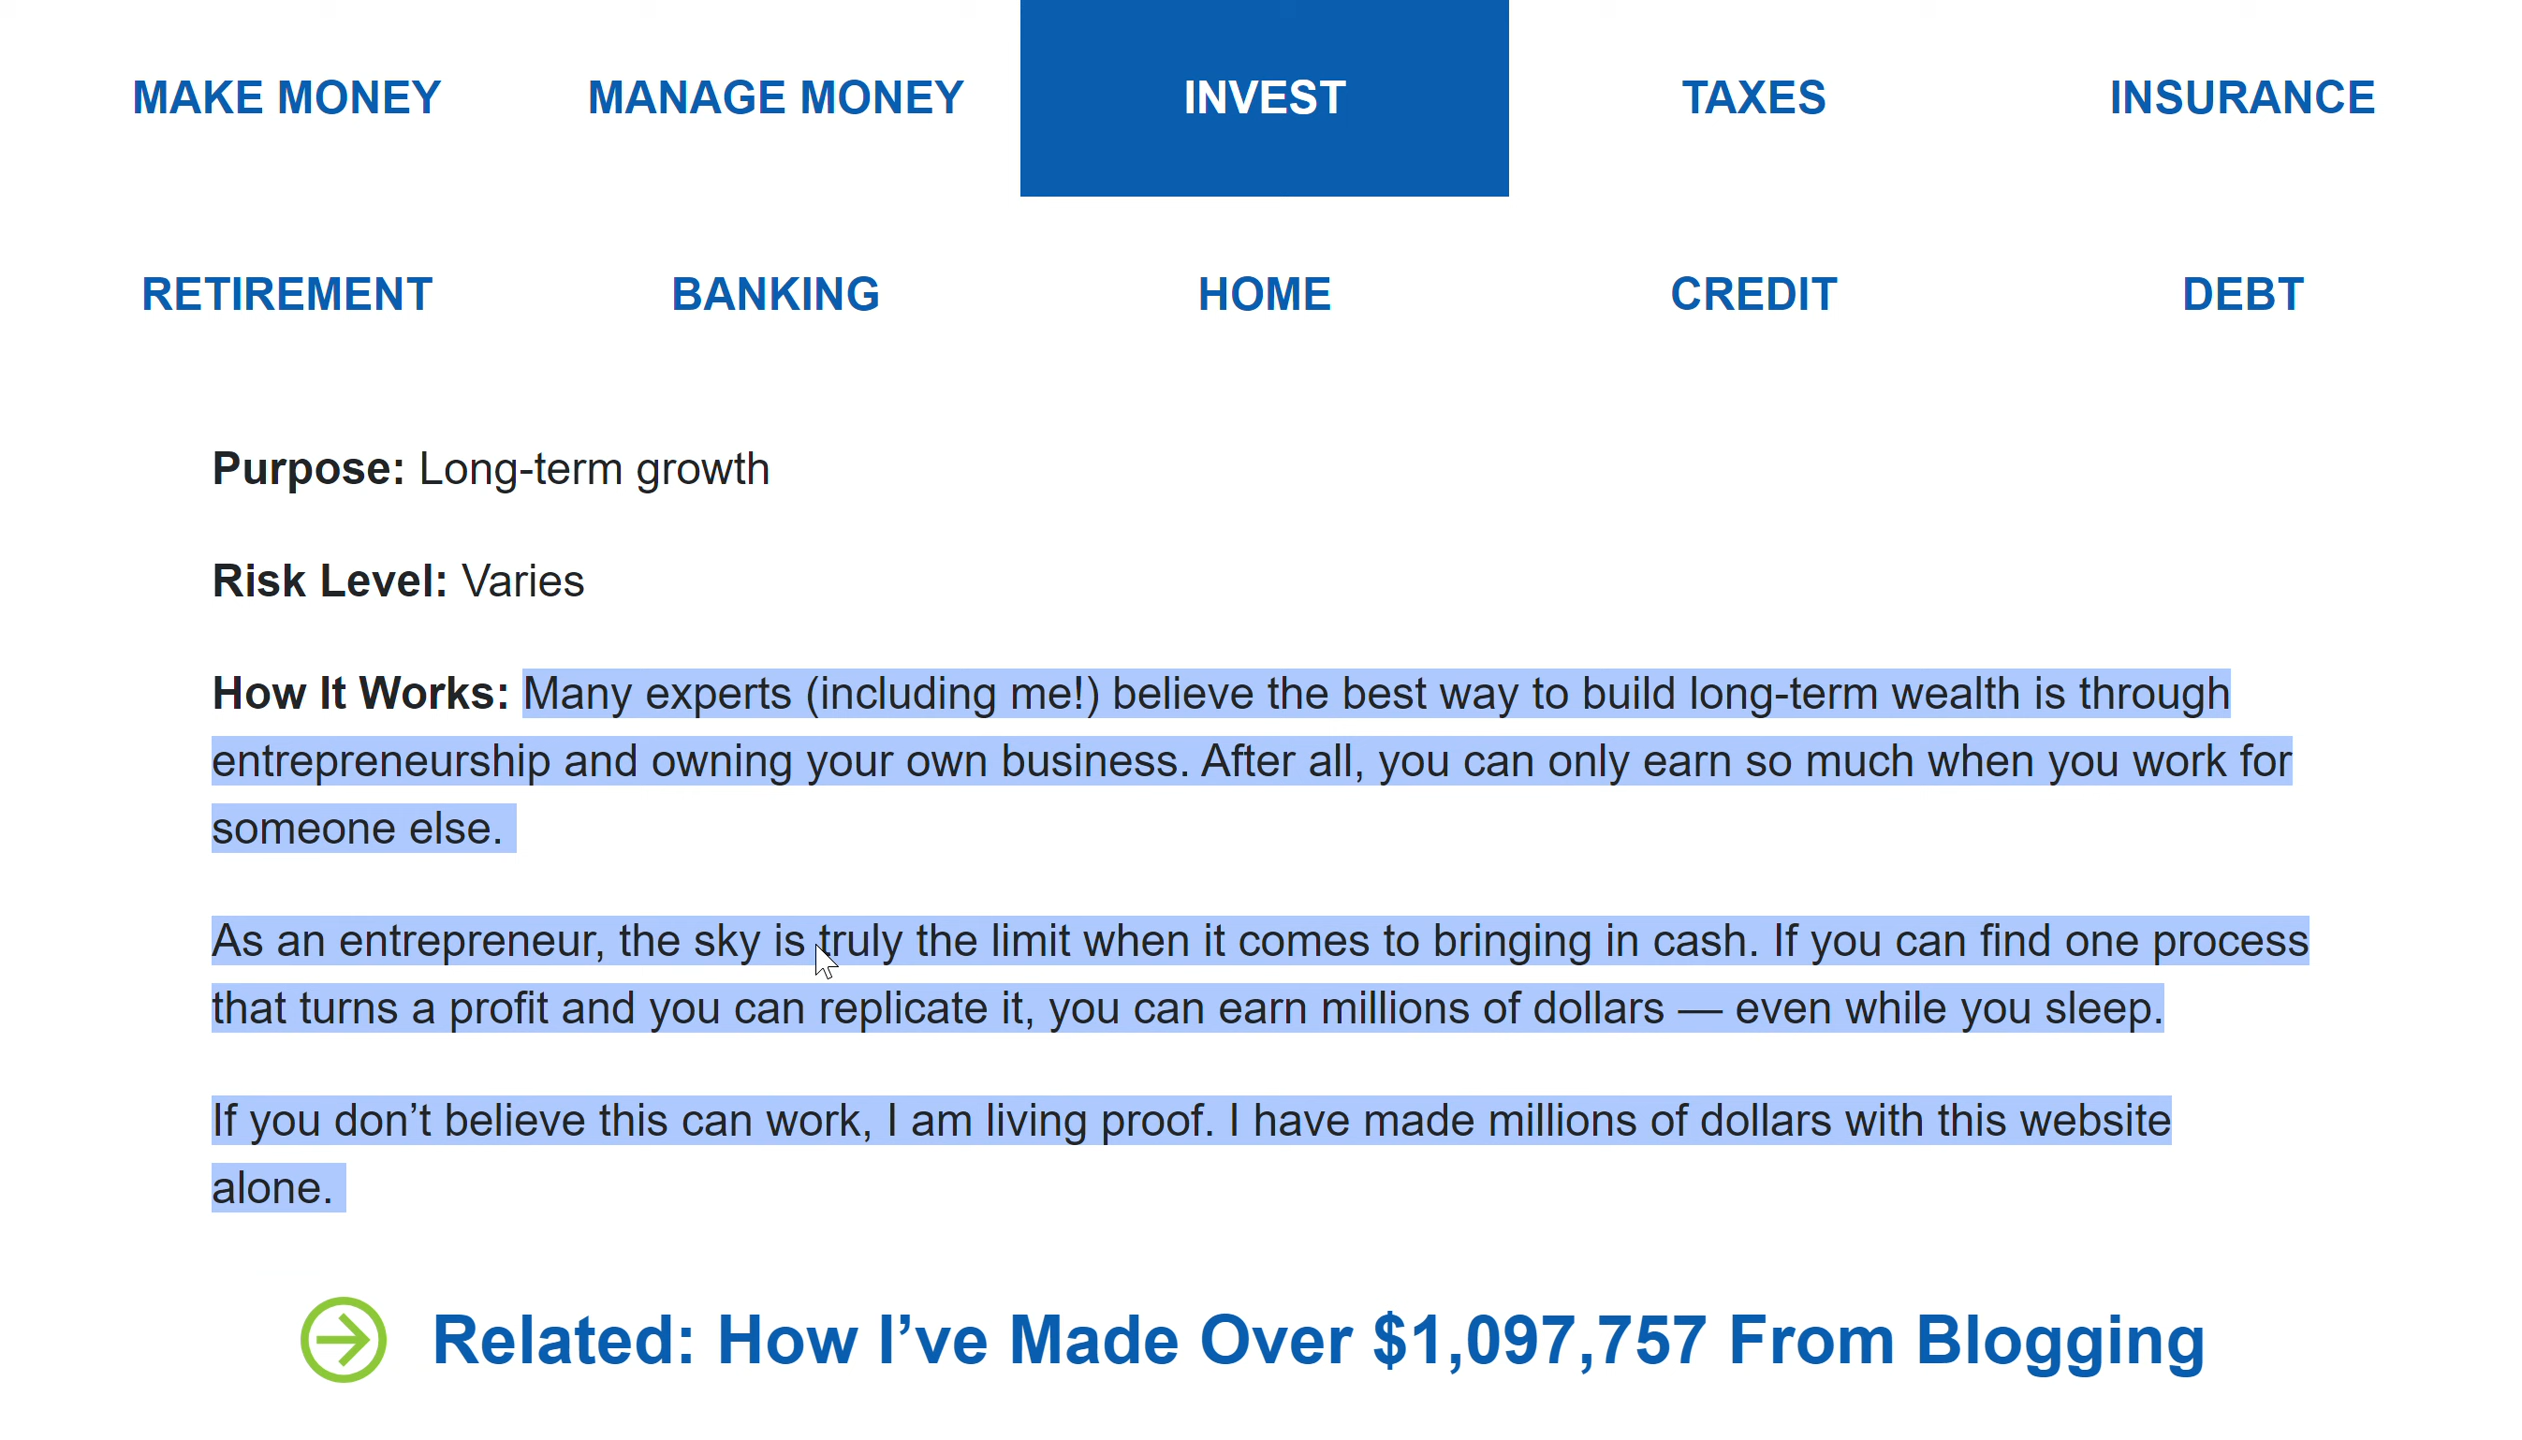 MAKE MONEY MANAGE MONEY INVEST TAXES INSURANCE
RETIREMENT BANKING HOME CREDIT DEBT
Purpose: Long-term growth
Risk Level: Varies
How It Works: Many experts (including me!) believe the best way to build long-term wealth is through
entrepreneurship and owning your own business. After all, you can only earn so much when you work for
someone else.
As an entrepreneur, the sky is truly the limit when it comes to bringing in cash. If you can find one process
that turns a profit and you can replicate it, you can earn millions of dollars — even while you sleep.
If you don’t believe this can work, I am living proof. I have made millions of dollars with this website
alone.
Related: How I’ve Made Over $1,097,757 From Blogging